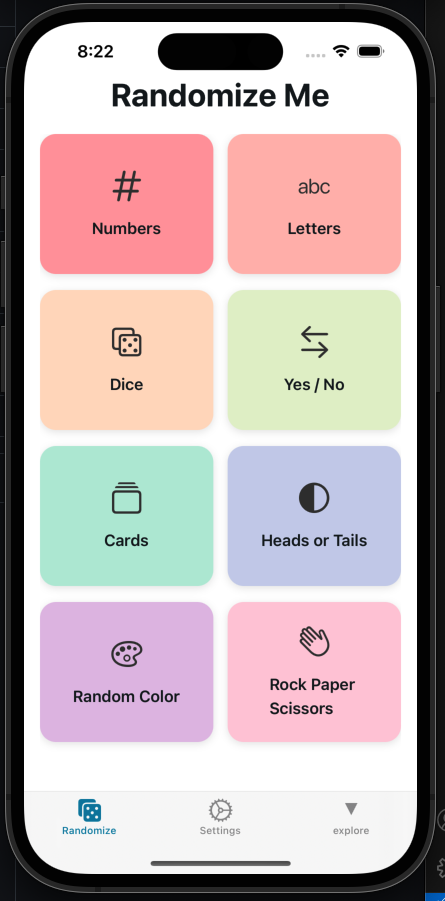 8:22
Randomize Me
Numbers
abc
Letters
Dice
Yes / No
Cards
Heads or Tails
Random Color
Rock Paper
Scissors
Randomize
Settings
explore